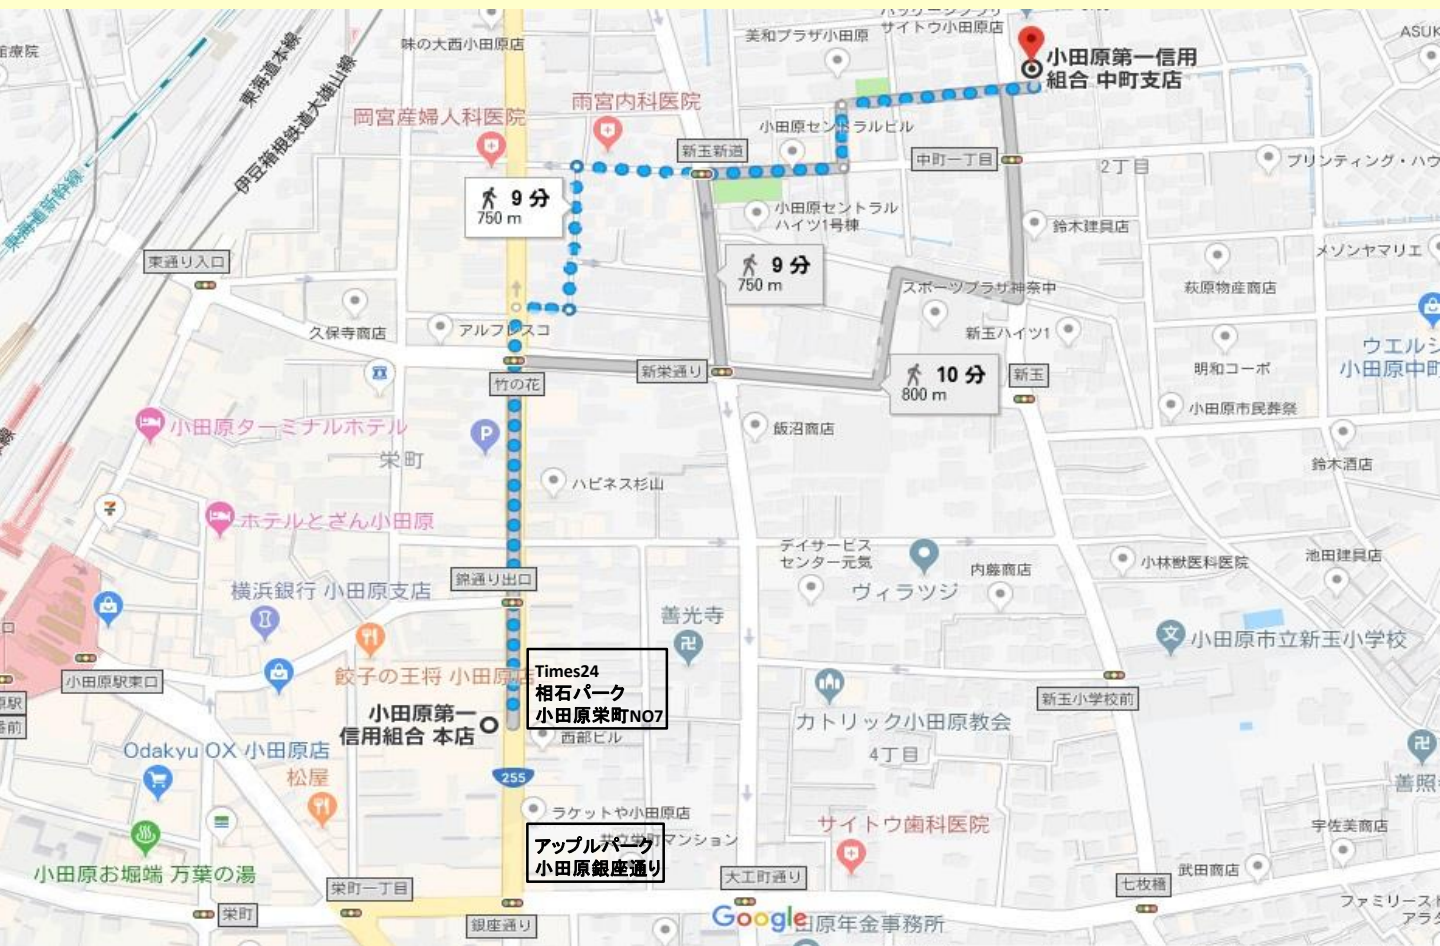 パッケージプラザ
サイトウ小田原店
美和プラザ小田原
味の大西小田原店
小田原第一信用
組合 中町支店
東海道本線
伊豆箱根鉄道大雄山線
東海道新幹線
岡宮産婦人科医院
雨宮内科医院
小田原セントラルビル
新玉新道
中町一丁目
2丁目
9 分
750 m
小田原セントラル
ハイツ1号棟
鈴木建具店
メゾンヤマリエ
東通り入口
9 分
750 m
スポーツプラザ神奈中
萩原物産商店
久保寺商店
アルフレスコ
新玉ハイツ1
竹の花
新栄通り
10 分
800 m
新玉
明和コーポ
小田原中町
小田原ターミナルホテル
栄町
飯沼商店
小田原市民葬祭
鈴木酒店
ハピネス杉山
ホテルとざん小田原
デイサービス
センター元気
ヴィラツジ
内藤商店
小林獣医科医院
池田建具店
錦通り出口
横浜銀行 小田原支店
善光寺
小田原市立新玉小学校
餃子の王将 小田原店
小田原駅東口
Times24
相石パーク
小田原栄町NO7
新玉小学校前
小田原第一
信用組合 本店
西部ビル
カトリック小田原教会
4丁目
Odakyu OX 小田原店
松屋
255
ラケットや小田原店
共立栄町マンション
アップルパーク
小田原銀座通り
サイトウ歯科医院
宇佐美商店
小田原お堀端 万葉の湯
栄町一丁目
大工町通り
武田商店
七枚橋
栄町
銀座通り
Google
田原年金事務所